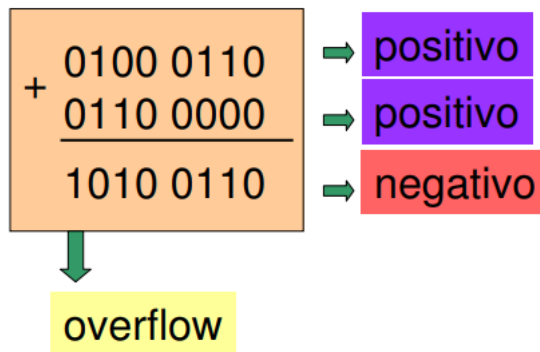 0100 0110 positivo
+
0110 0000 positivo
1010 0110 negativo
overflow